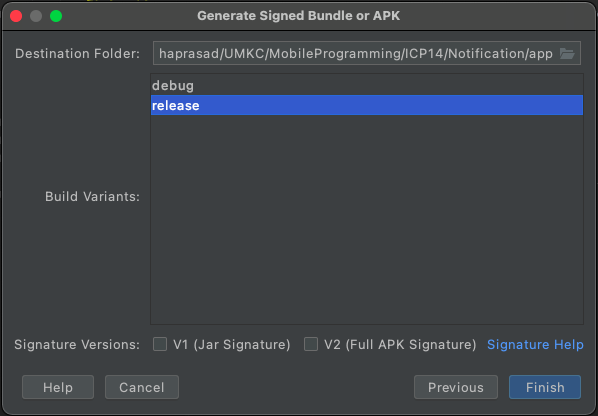 Generate Signed Bundle or APK
Destination Folder: haprasad/UMKC/MobileProgramming/ICP14/Notification/app
debug
release
Build Variants:
Signature Versions: V1 (Jar Signature) V2 (Full APK Signature) Signature Help
Help Cancel Previous Finish